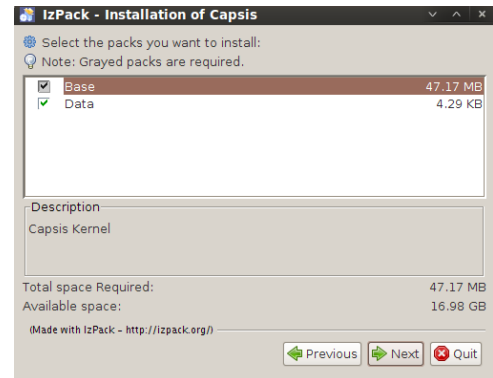 IzPack - Installation of Capsis
Select the packs you want to install:
Note: Grayed packs are required.
Base 47.17 MB
Data 4.29 KB
Description
Capsis Kernel
Total space Required: 47.17 MB
Available space: 16.98 GB
(Made with IzPack - http://izpack.org/)
Previous Next Quit